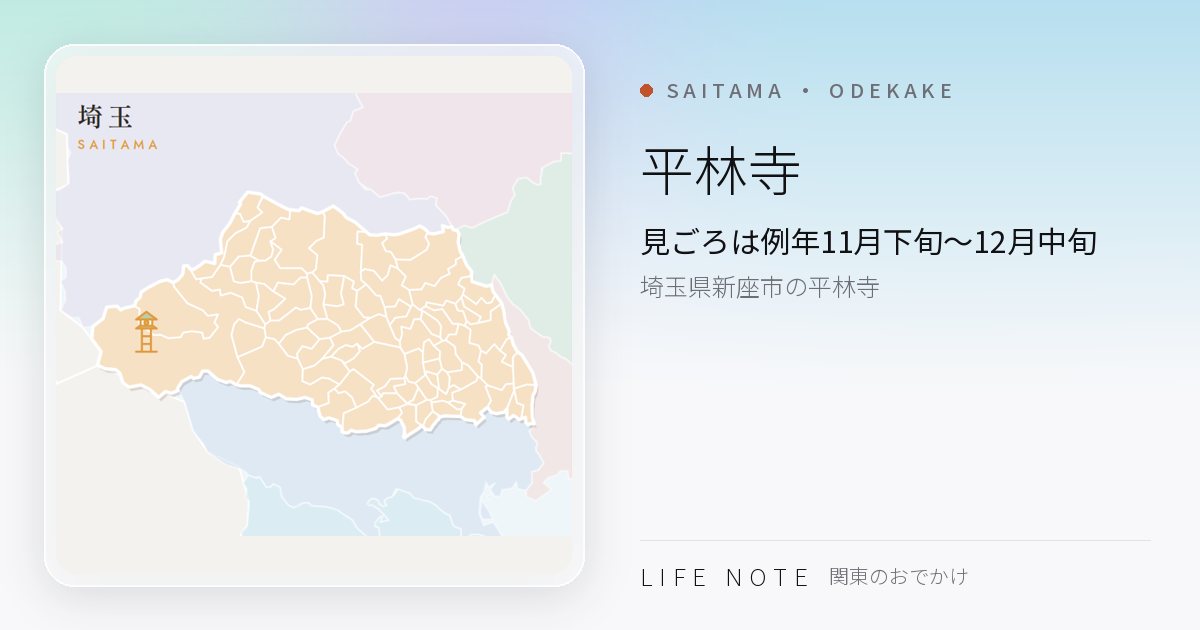 埼玉
SAITAMA
SAITAMA • ODEKAKE
平林寺
見ごろは例年11月下旬〜12月中旬
埼玉県新座市の平林寺
LIFE NOTE 関東のおでかけ